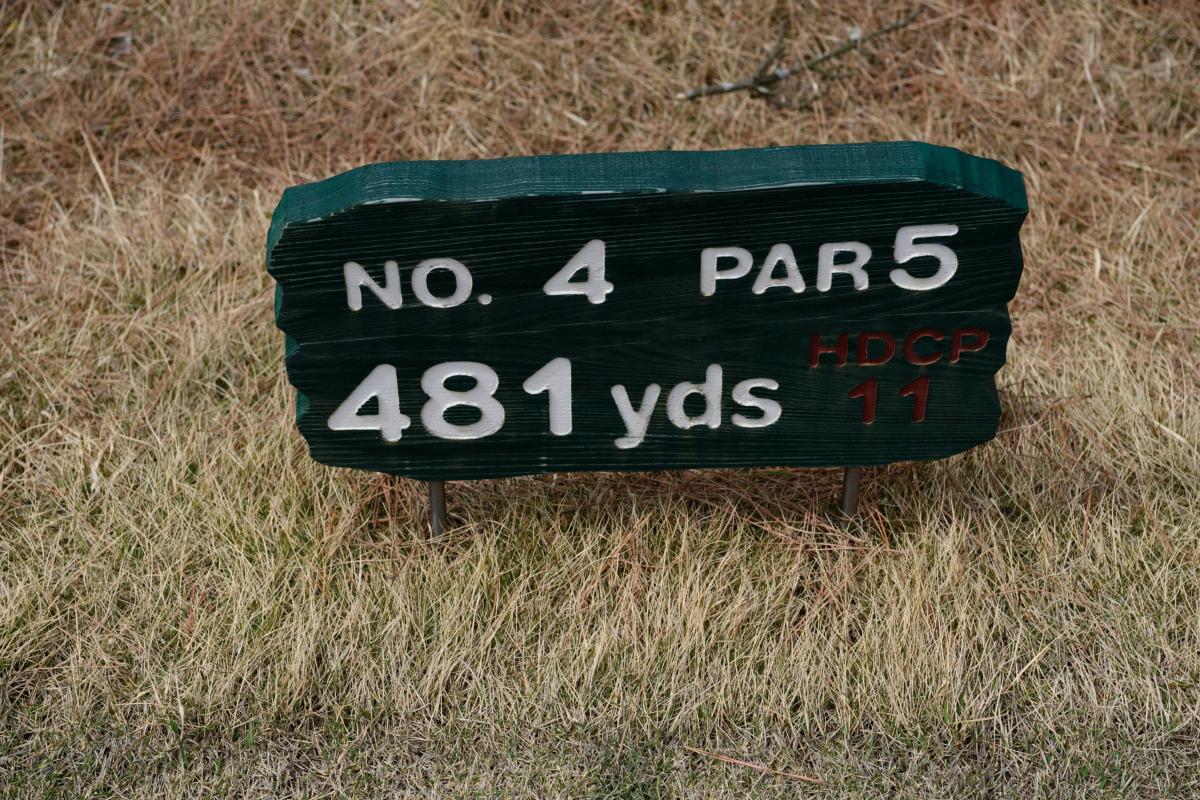 NO. 4 PAR 5
481 yds HDCP
11